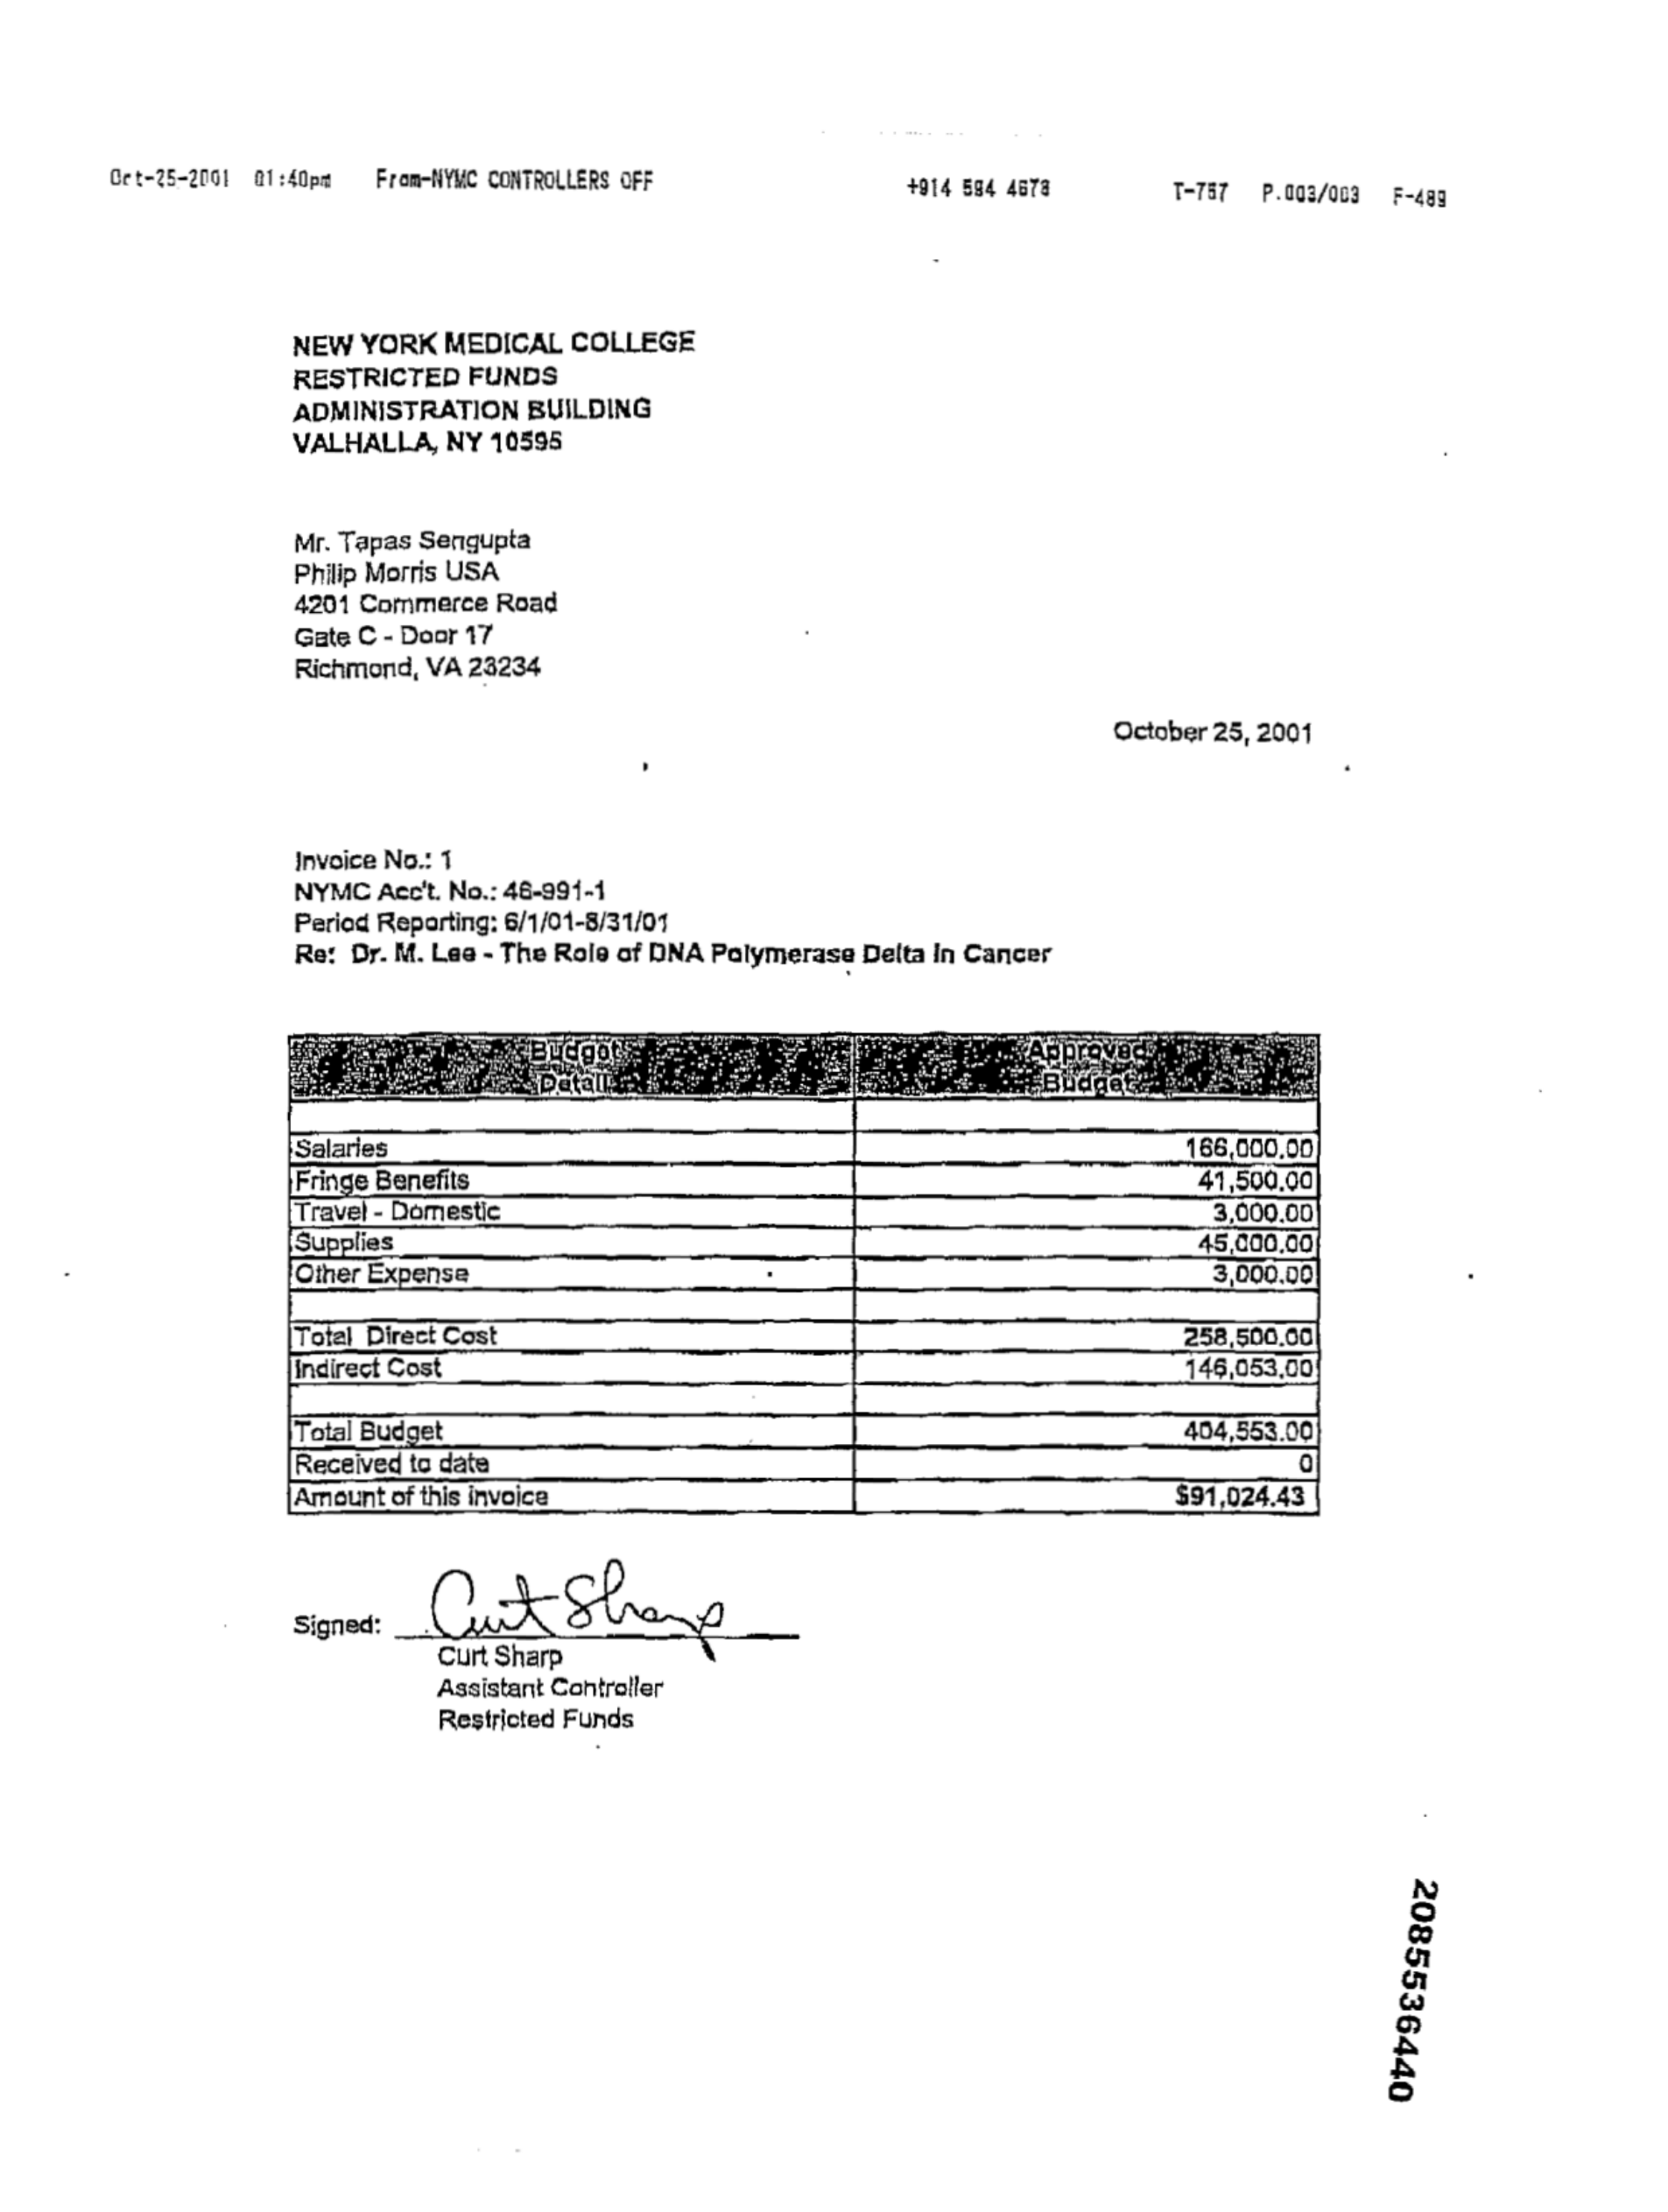 Oct-25-2001 01:40pm From-NYMC CONTROLLERS OFF +914 594 4678 T-757 P.003/003 F-489
NEW YORK MEDICAL COLLEGE
RESTRICTED FUNDS
ADMINISTRATION BUILDING
VALHALLA, NY 10595
Mr. Tapas Sengupta
Philip Morris USA
4201 Commerce Road
Gate C - Door 17
Richmond, VA 23234
October 25, 2001
Invoice No.: 1
NYMC Acc't. No.: 46-991-1
Period Reporting: 6/1/01-8/31/01
Re: Dr. M. Lee - The Role of DNA Polymerase Delta in Cancer
Budget Approved
Detail Budget
Salaries 166,000.00
Fringe Benefits 41,500.00
Travel - Domestic 3,000.00
Supplies 45,000.00
Other Expense 3,000.00
Total Direct Cost 258,500.00
Indirect Cost 146,053.00
Total Budget 404,553.00
Received to date 0
Amount of this invoice $91,024.43
Curt Sharp
Signed:
Curt Sharp
Assistant Controller
Restricted Funds
2085536440